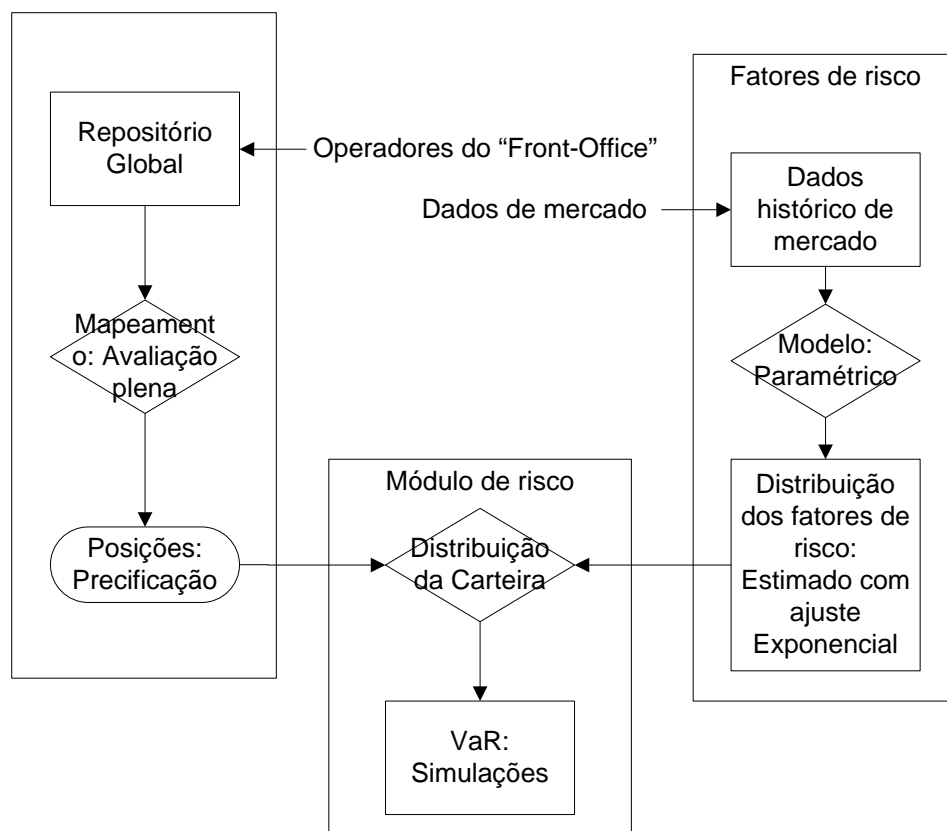 Repositório
Global
Operadores do “Front-Office”
Mapeament
o: Avaliação
plena
Posições:
Precificação
Fatores de risco
Dados de mercado
Dados
histórico de
mercado
Modelo:
Paramétrico
Distribuição
dos fatores de
risco:
Estimado com
ajuste
Exponencial
Módulo de risco
Distribuição
da Carteira
VaR:
Simulações